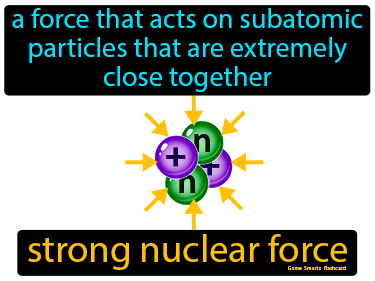 a force that acts on subatomic
particles that are extremely
close together
n
+
+
n
strong nuclear force
Game Smartz flashcard